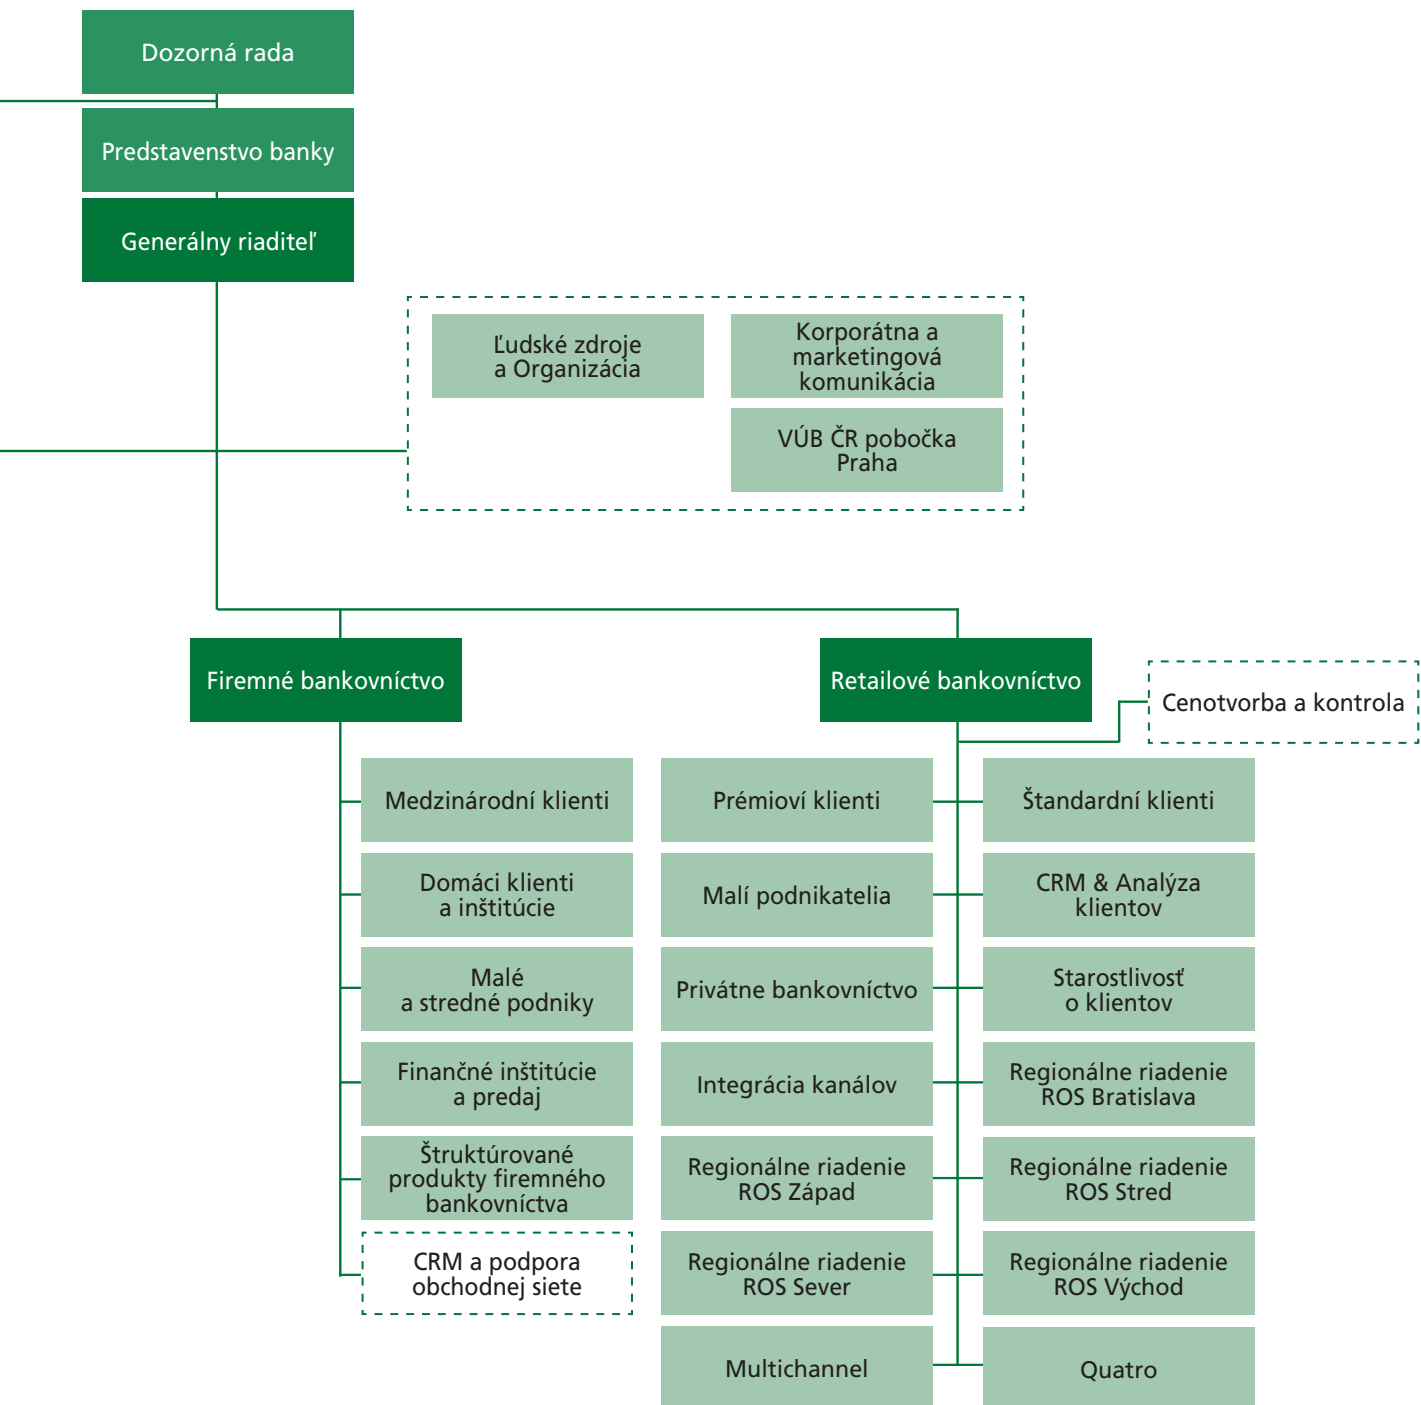 Dozorná rada
Predstavenstvo banky
Generálny riaditeľ
Ľudské zdroje
a Organizácia
Korporátna a
marketingová
komunikácia
VÚB ČR pobočka
Praha
Firemné bankovníctvo
Retailové bankovníctvo
Cenotvorba a kontrola
Medzinárodní klienti
Domáci klienti
a inštitúcie
Malé
a stredné podniky
Finančné inštitúcie
a predaj
Štruktúrované
produkty firemného
bankovníctva
CRM a podpora
obchodnej siete
Prémioví klienti
Malí podnikatelia
Privátne bankovníctvo
Integrácia kanálov
Regionálne riadenie
ROS Západ
Regionálne riadenie
ROS Sever
Multichannel
Štandardní klienti
CRM & Analýza
klientov
Starostlivosť
o klientov
Regionálne riadenie
ROS Bratislava
Regionálne riadenie
ROS Stred
Regionálne riadenie
ROS Východ
Quatro